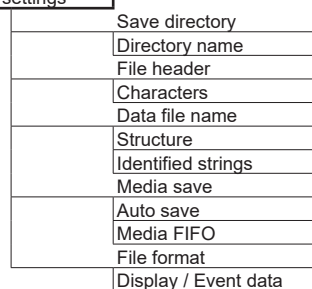 settings
Save directory
Directory name
File header
Characters
Data file name
Structure
Identified strings
Media save
Auto save
Media FIFO
File format
Display / Event data